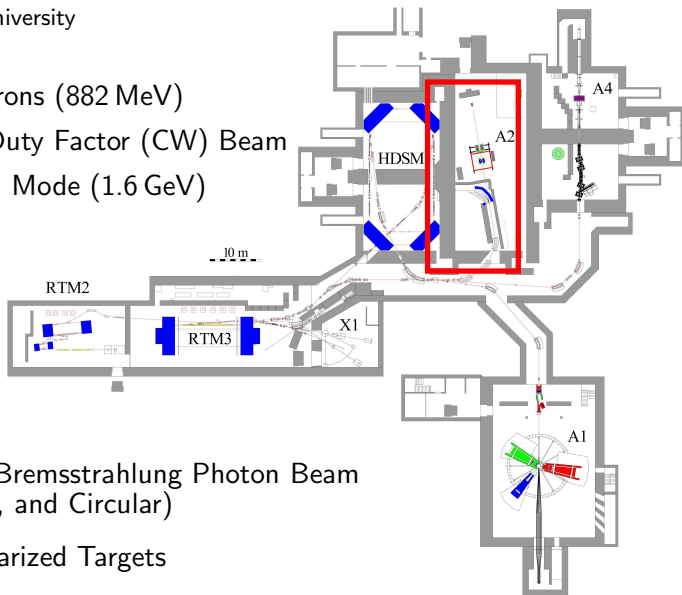 niversity
rons (882 MeV)
Duty Factor (CW) Beam
Mode (1.6 GeV)
A4
A2
HDSM
10 m
RTM2
RTM3
X1
A1
Bremsstrahlung Photon Beam
, and Circular)
arized Targets